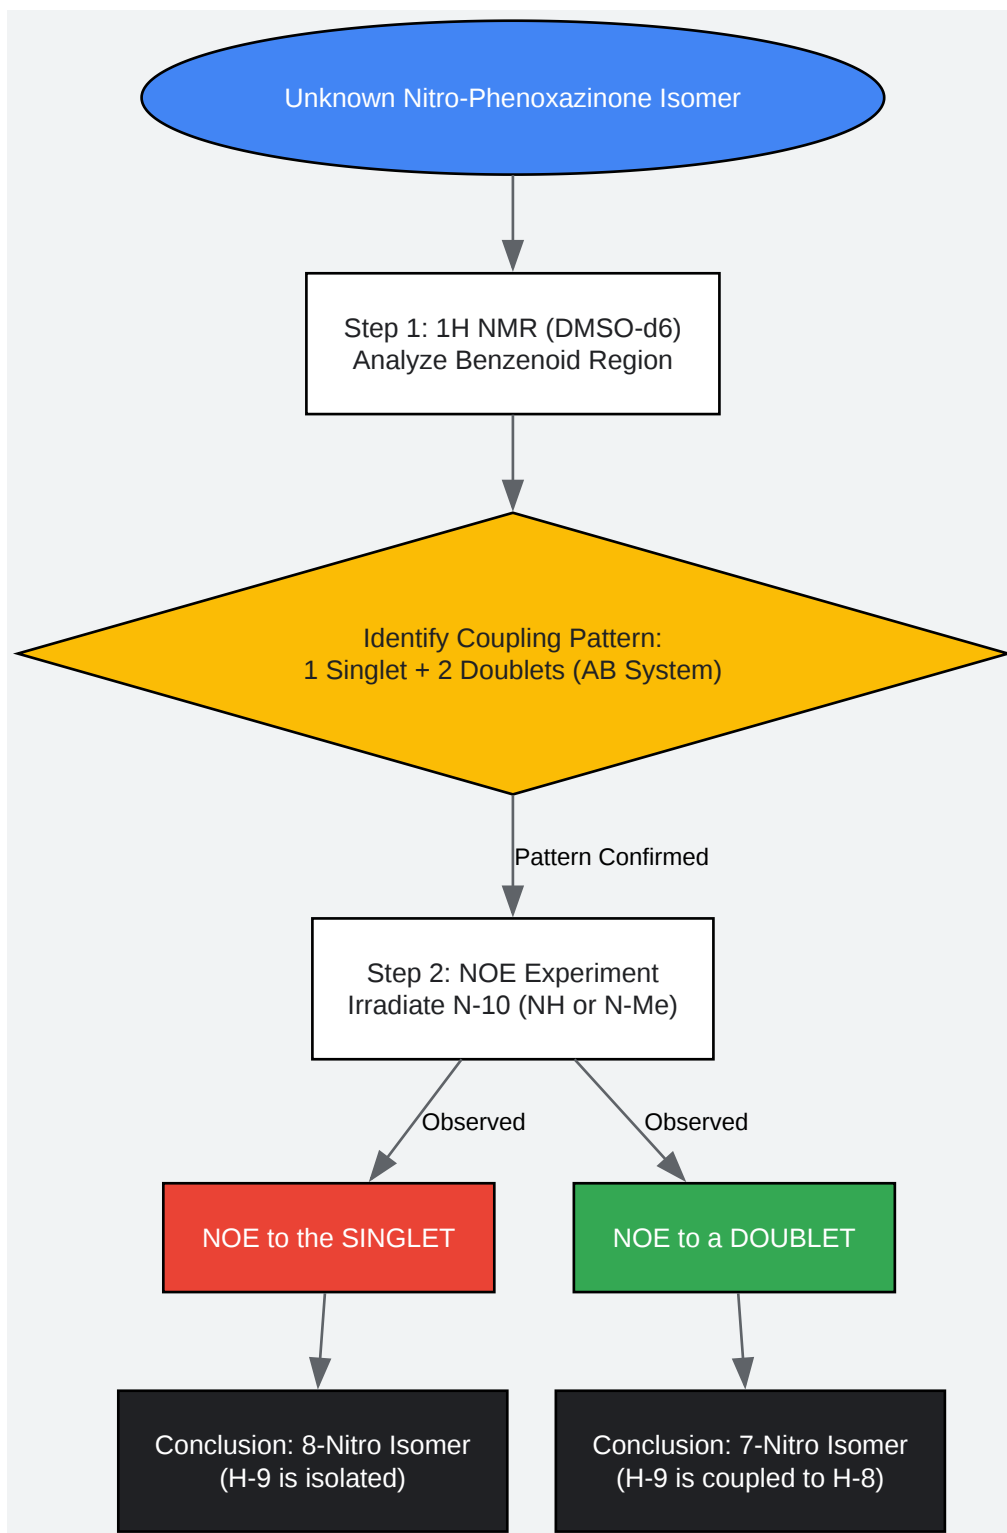 Unknown Nitro-Phenoxazinone Isomer
Step 1: 1H NMR (DMSO-d6)
Analyze Benzenoid Region
Identify Coupling Pattern:
1 Singlet + 2 Doublets (AB System)
Pattern Confirmed
Step 2: NOE Experiment
Irradiate N-10 (NH or N-Me)
Observed
Observed
NOE to the SINGLET
NOE to a DOUBLET
Conclusion: 8-Nitro Isomer
(H-9 is isolated)
Conclusion: 7-Nitro Isomer
(H-9 is coupled to H-8)